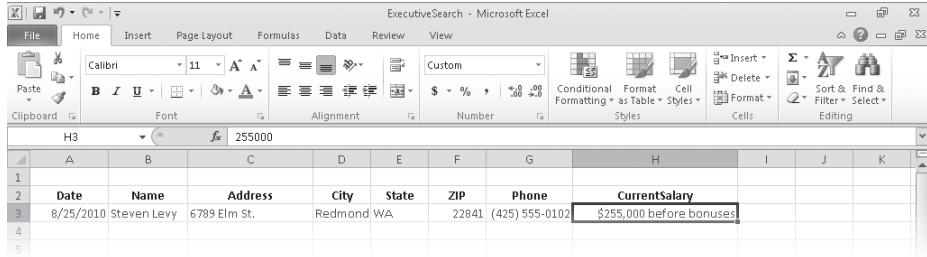 ExecutiveSearch - Microsoft Excel
File Home Insert Page Layout Formulas Data Review View
Paste
Calibri 11 A A
B I U A
Custom
$ % , .00 .0 .00
Conditional Formatting Format as Table Cell Styles
Insert
Delete
Format
Σ
Sort & Filter Find & Select
Clipboard Font Alignment Number Styles Cells Editing
H3 fx 255000
A B C D E F G H I J K
1
2 Date Name Address City State ZIP Phone CurrentSalary
3 8/25/2010 Steven Levy 6789 Elm St. Redmond WA 22841 (425) 555-0102 $255,000 before bonuses
4
5